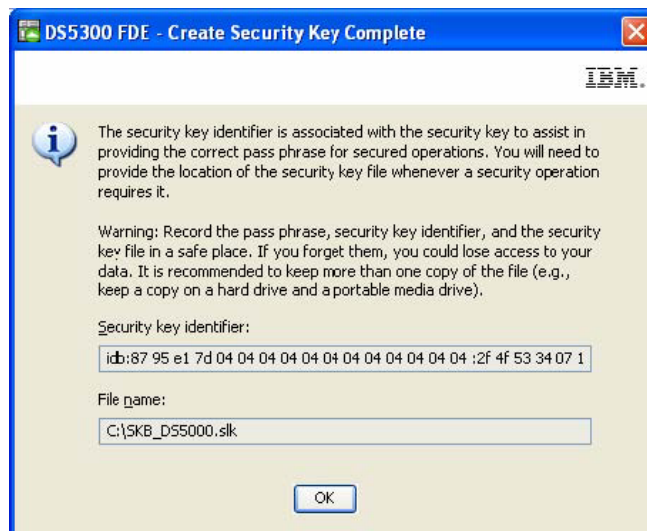 DS5300 FDE - Create Security Key Complete
IBM.
The security key identifier is associated with the security key to assist in
providing the correct pass phrase for secured operations. You will need to
provide the location of the security key file whenever a security operation
requires it.
Warning: Record the pass phrase, security key identifier, and the security
key file in a safe place. If you forget them, you could lose access to your
data. It is recommended to keep more than one copy of the file (e.g.,
keep a copy on a hard drive and a portable media drive).
Security key identifier:
idb:87 95 e1 7d 04 04 04 04 04 04 04 04 04 04 04 04 :2f 4f 53 34 07 1
File name:
C:\SKB_DS5000.slk
OK